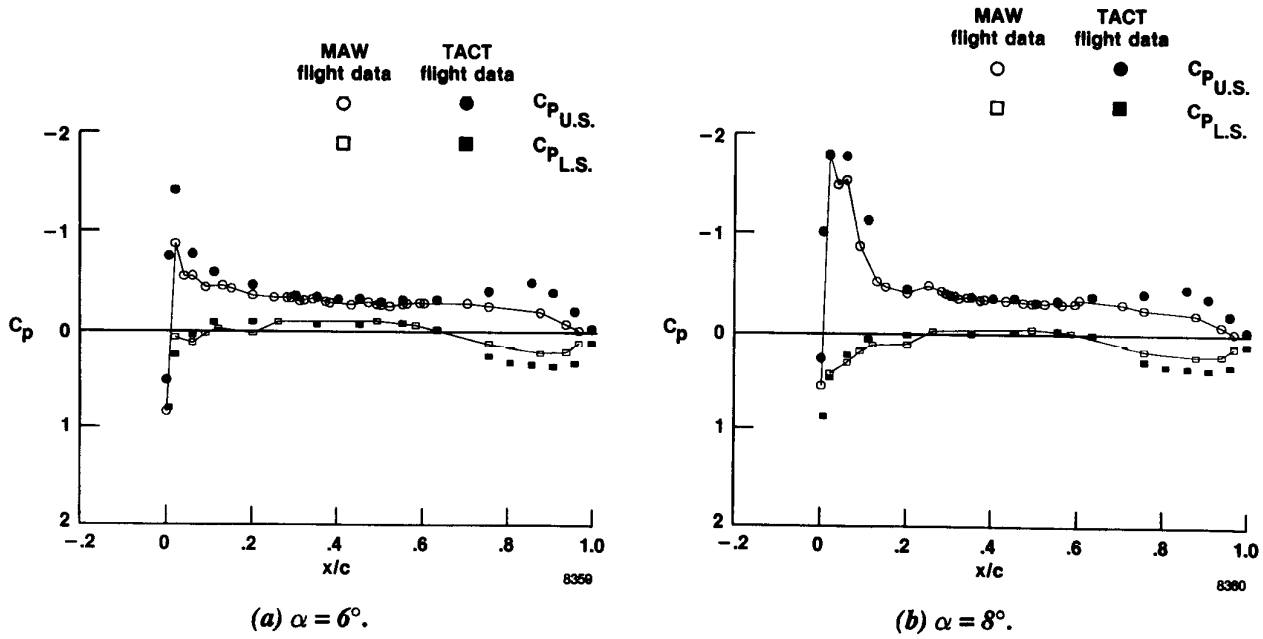 MAW TACT
flight data flight data
C_P_U.S.
C_P_L.S.
-2
-1
C_p 0
1
2
-.2 0 .2 .4 .6 .8 1.0
x/c
8359
(a) α = 6°.
MAW TACT
flight data flight data
C_P_U.S.
C_P_L.S.
-2
-1
C_p 0
1
2
-.2 0 .2 .4 .6 .8 1.0
x/c
8360
(b) α = 8°.